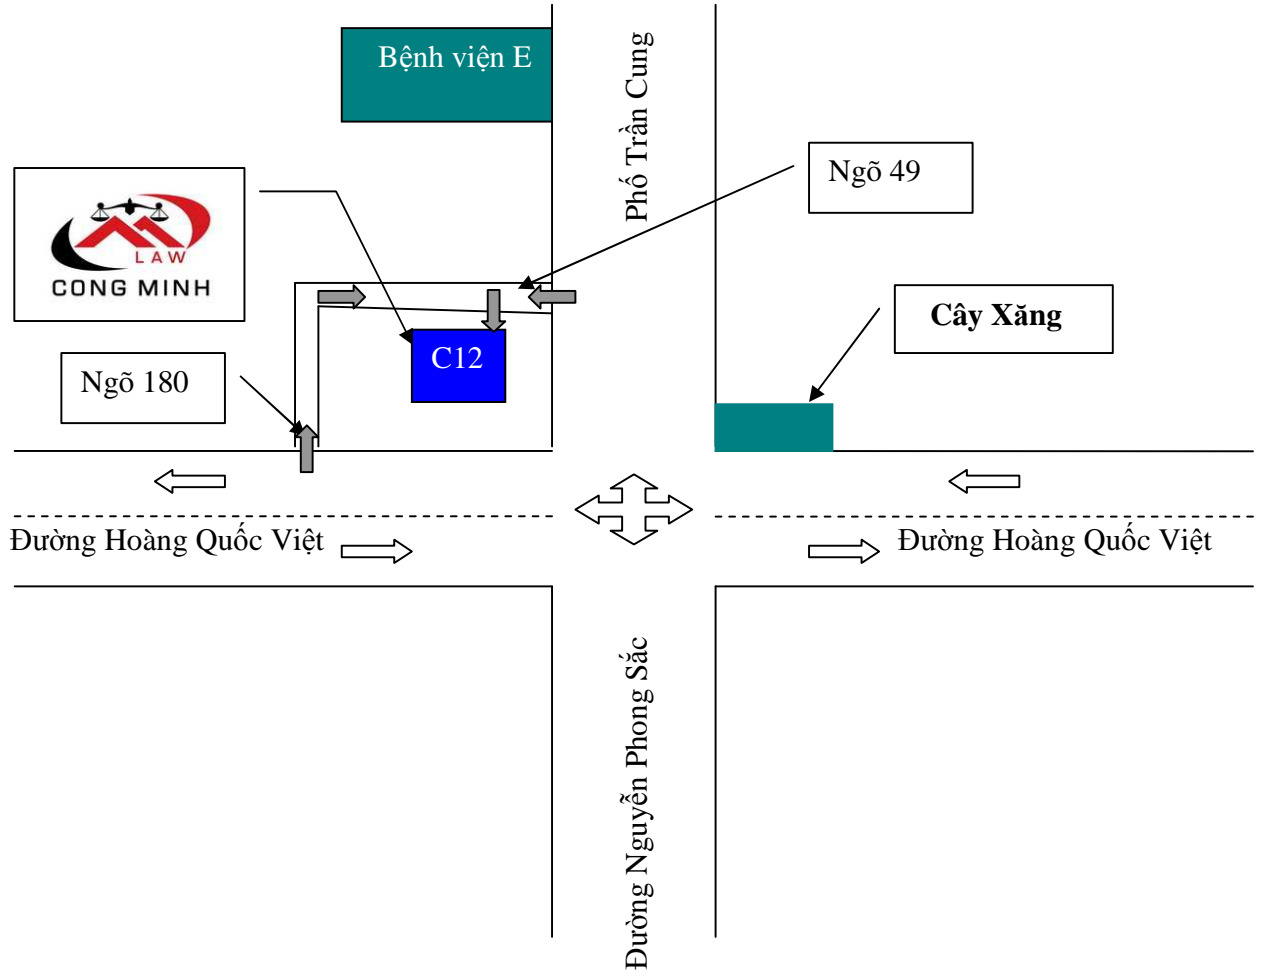 Bệnh viện E
Phố Trần Cung
Ngõ 49
LAW
CONG MINH
Cây Xăng
C12
Ngõ 180
Đường Hoàng Quốc Việt
Đường Hoàng Quốc Việt
Đường Nguyễn Phong Sắc